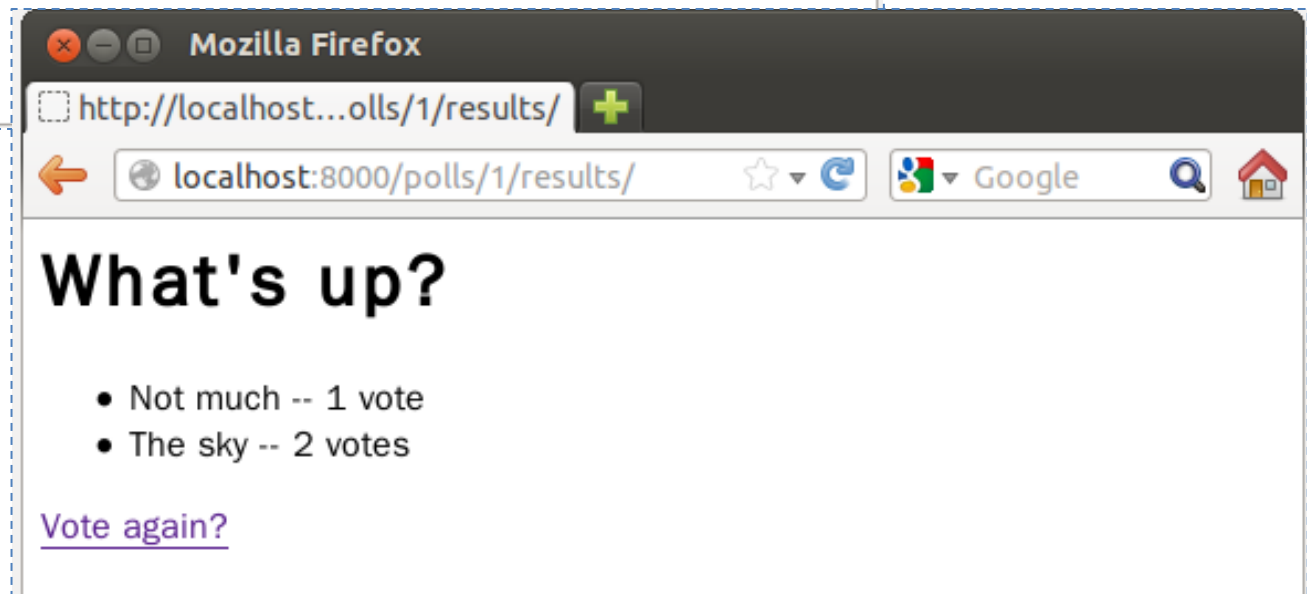 Mozilla Firefox
http://localhost...olls/1/results/
localhost:8000/polls/1/results/ Google
What's up?
Not much -- 1 vote
The sky -- 2 votes
Vote again?